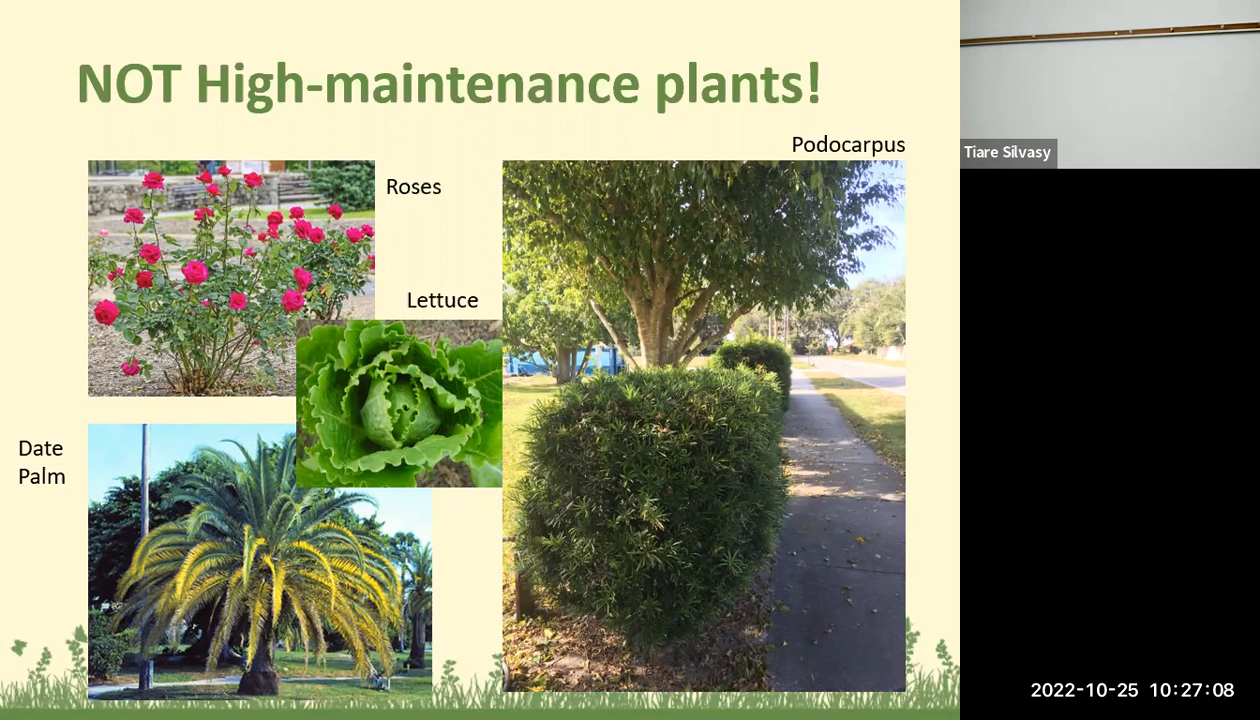 NOT High-maintenance plants!
Podocarpus
Roses
Lettuce
Date
Palm
Tiare Silvasy
2022-10-25 10:27:08